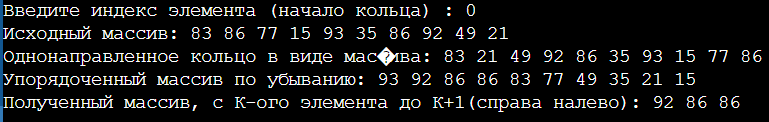 Введите индекс элемента (начало кольца) : 0
Исходный массив: 83 86 77 15 93 35 86 92 49 21
Однонаправленное кольцо в виде мас�ива: 83 21 49 92 86 35 93 15 77 86
Упорядоченный массив по убыванию: 93 92 86 86 83 77 49 35 21 15
Полученный массив, с К-ого элемента до К+1(справа налево): 92 86 86